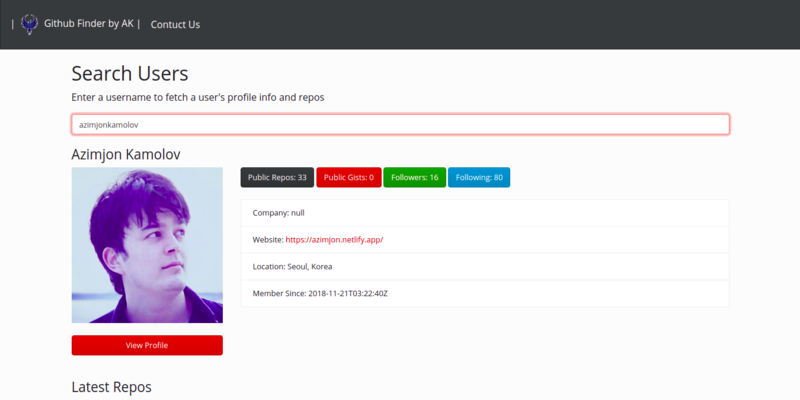 | Github Finder by AK | Contuct Us
Search Users
Enter a username to fetch a user's profile info and repos
azimjonkamolov
Azimjon Kamolov
Public Repos: 33 Public Gists: 0 Followers: 16 Following: 80
Company: null
Website: https://azimjon.netlify.app/
Location: Seoul, Korea
Member Since: 2018-11-21T03:22:40Z
View Profile
Latest Repos